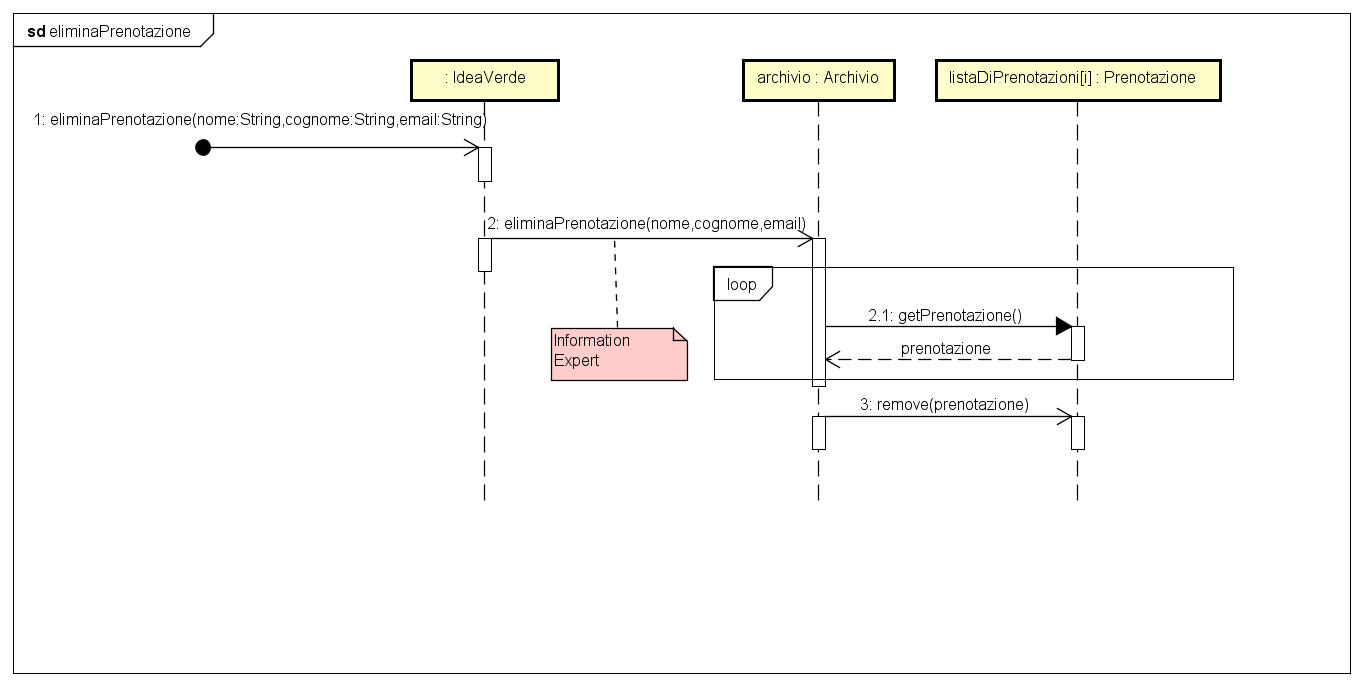 sd eliminaPrenotazione
: IdeaVerde
archivio : Archivio
listaDiPrenotazioni[i] : Prenotazione
1: eliminaPrenotazione(nome:String,cognome:String,email:String)
2: eliminaPrenotazione(nome,cognome,email)
loop
2.1: getPrenotazione()
Information
Expert
prenotazione
3: remove(prenotazione)